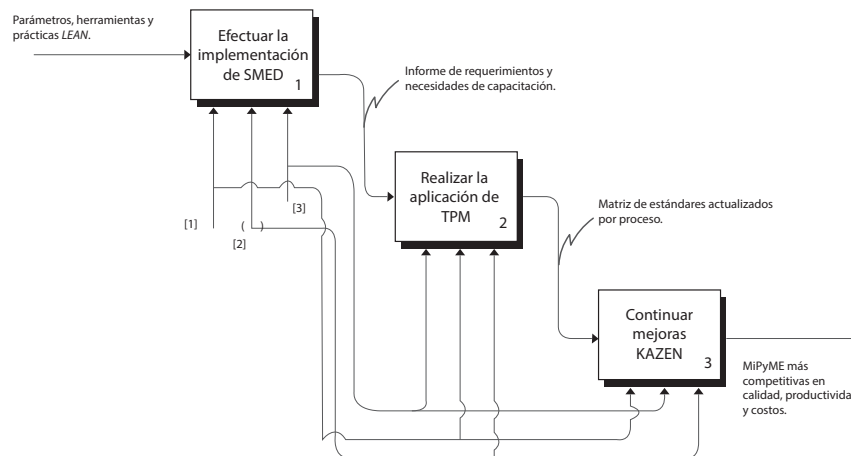 Parámetros, herramientas y
prácticas LEAN.
Efectuar la
implementación
de SMED
1
Informe de requerimientos y
necesidades de capacitación.
[1]
( )
[2]
[3]
Realizar la
aplicación de
TPM
2
Matriz de estándares actualizados
por proceso.
Continuar
mejoras
KAZEN
3
MiPyME más
competitivas en
calidad, productivida
y costos.